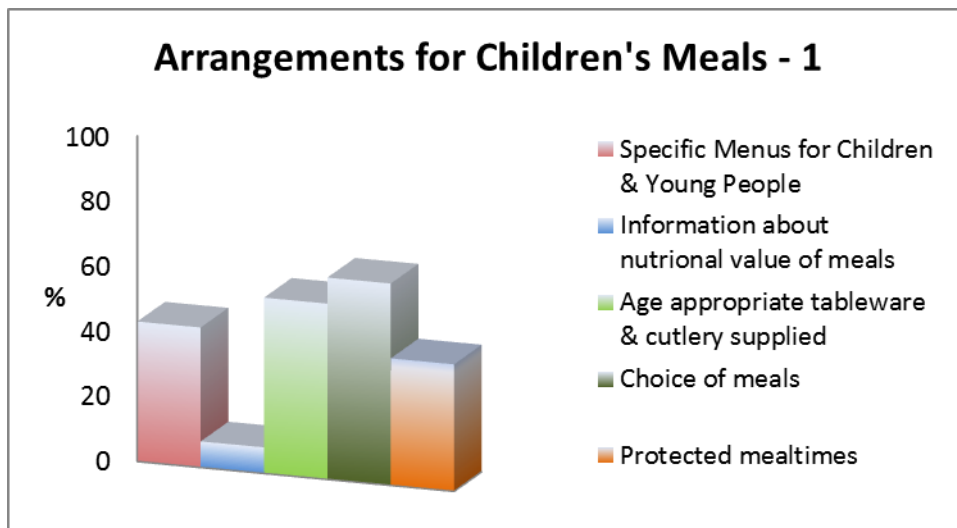 Arrangements for Children's Meals - 1
100
80
60
%
40
20
0
Specific Menus for Children
& Young People
Information about
nutrional value of meals
Age appropriate tableware
& cutlery supplied
Choice of meals
Protected mealtimes